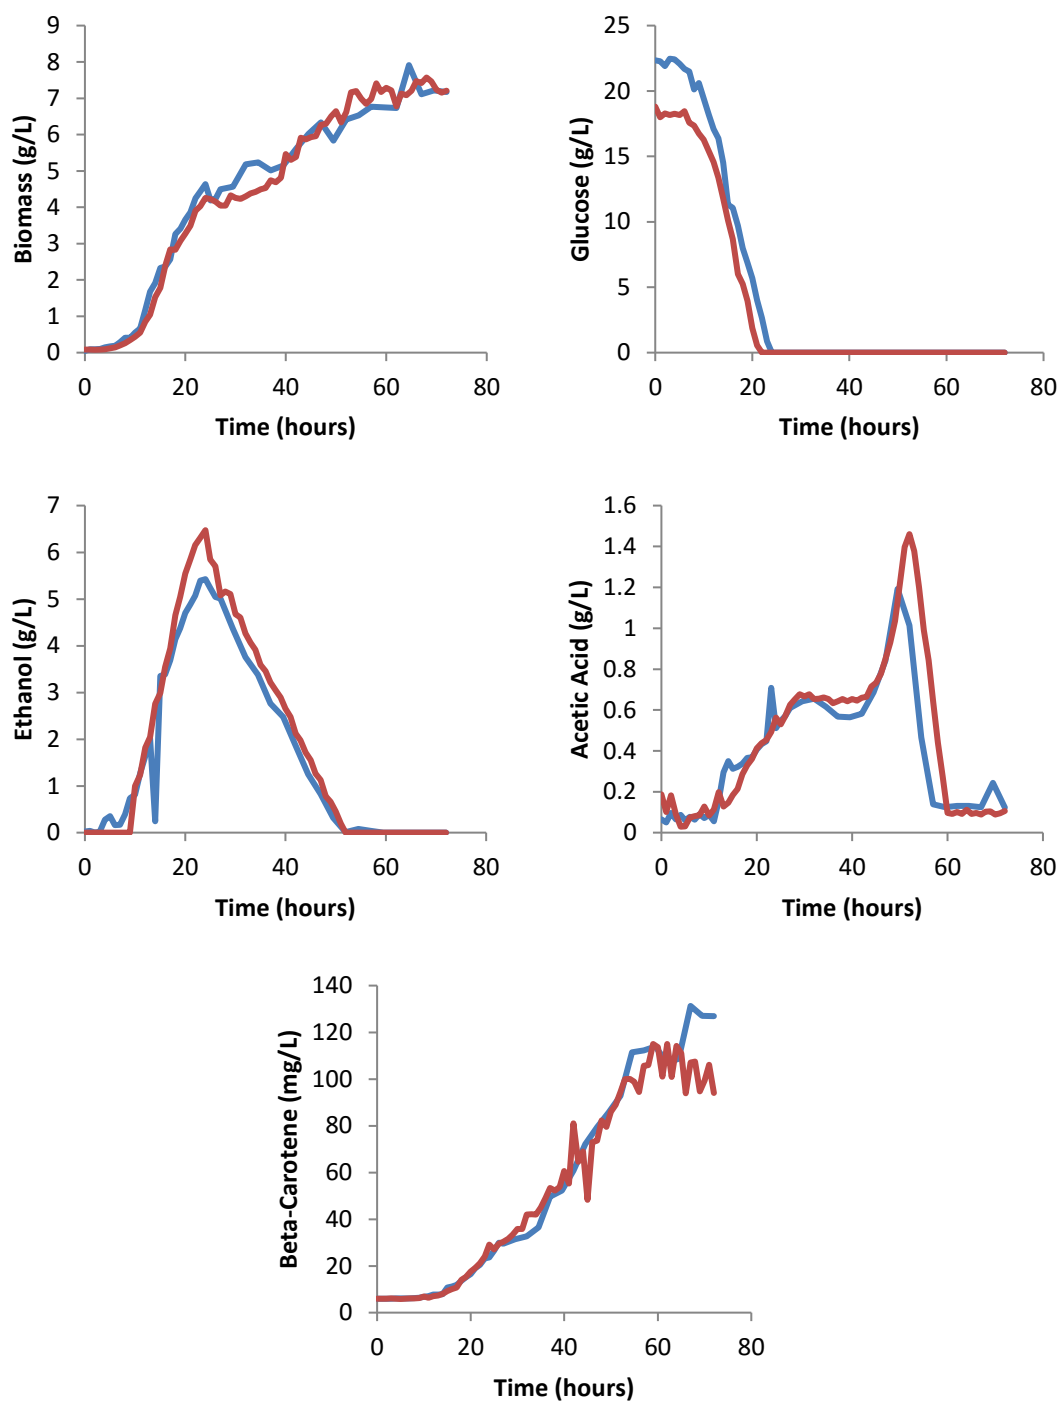 Biomass (g/L)
9
8
7
6
5
4
3
2
1
0
0 20 40 60 80
Time (hours)
Glucose (g/L)
25
20
15
10
5
0
0 20 40 60 80
Time (hours)
Ethanol (g/L)
7
6
5
4
3
2
1
0
0 20 40 60 80
Time (hours)
Acetic Acid (g/L)
1.6
1.4
1.2
1
0.8
0.6
0.4
0.2
0
0 20 40 60 80
Time (hours)
Beta-Carotene (mg/L)
140
120
100
80
60
40
20
0
0 20 40 60 80
Time (hours)